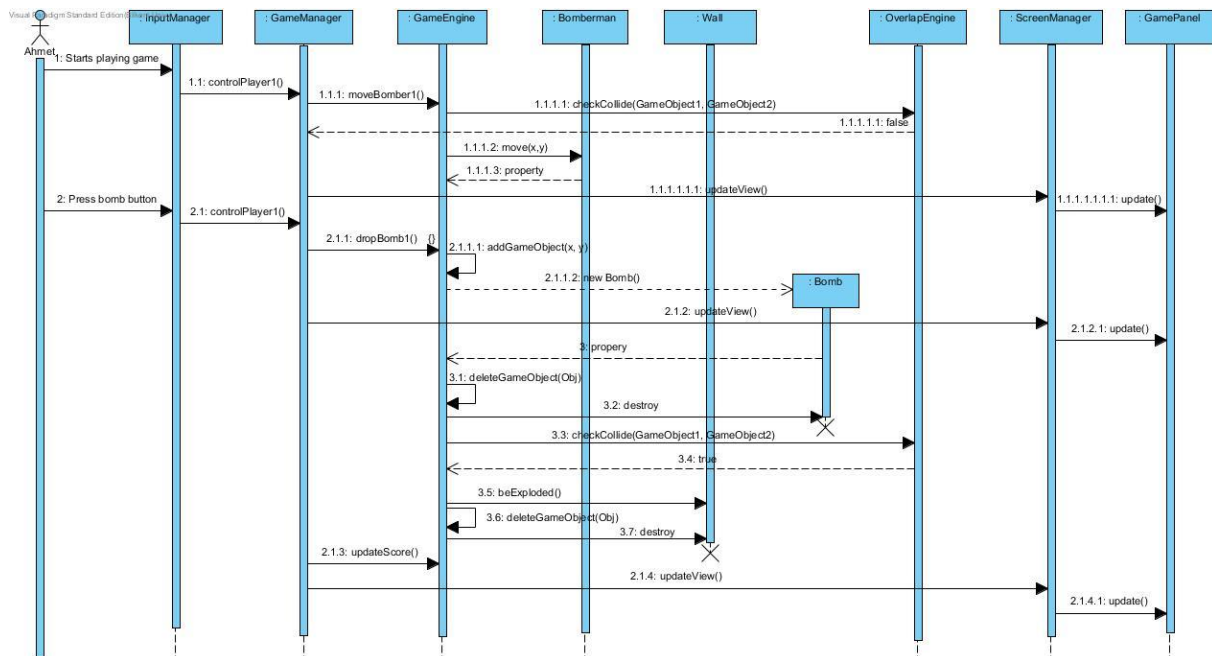 Visual Paradigm Standard Edition
: InputManager
: GameManager
: GameEngine
: Bomberman
: Wall
: OverlapEngine
: ScreenManager
: GamePanel
Ahmet
1: Starts playing game
1.1: controlPlayer1()
1.1.1: moveBomber1()
1.1.1.1: checkCollide(GameObject1, GameObject2)
1.1.1.1.1: false
1.1.1.2: move(x,y)
1.1.1.3: property
1.1.1.1.1.1: updateView()
1.1.1.1.1.1.1: update()
2: Press bomb button
2.1: controlPlayer1()
2.1.1: dropBomb1() {}
2.1.1.1: addGameObject(x, y)
2.1.1.2: new Bomb()
: Bomb
2.1.2: updateView()
2.1.2.1: update()
3: propery
3.1: deleteGameObject(Obj)
3.2: destroy
3.3: checkCollide(GameObject1, GameObject2)
3.4: true
3.5: beExploded()
3.6: deleteGameObject(Obj)
3.7: destroy
2.1.3: updateScore()
2.1.4: updateView()
2.1.4.1: update()